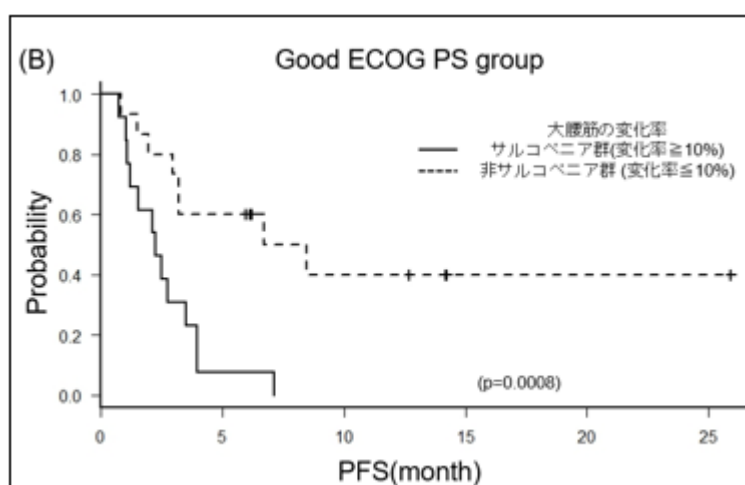 (B)
Good ECOG PS group
大腰筋の変化率
サルコペニア群(変化率≧10%)
非サルコペニア群 (変化率≦10%)
Probability
1.0
0.8
0.6
0.4
0.2
0.0
(p=0.0008)
0 5 10 15 20 25
PFS(month)